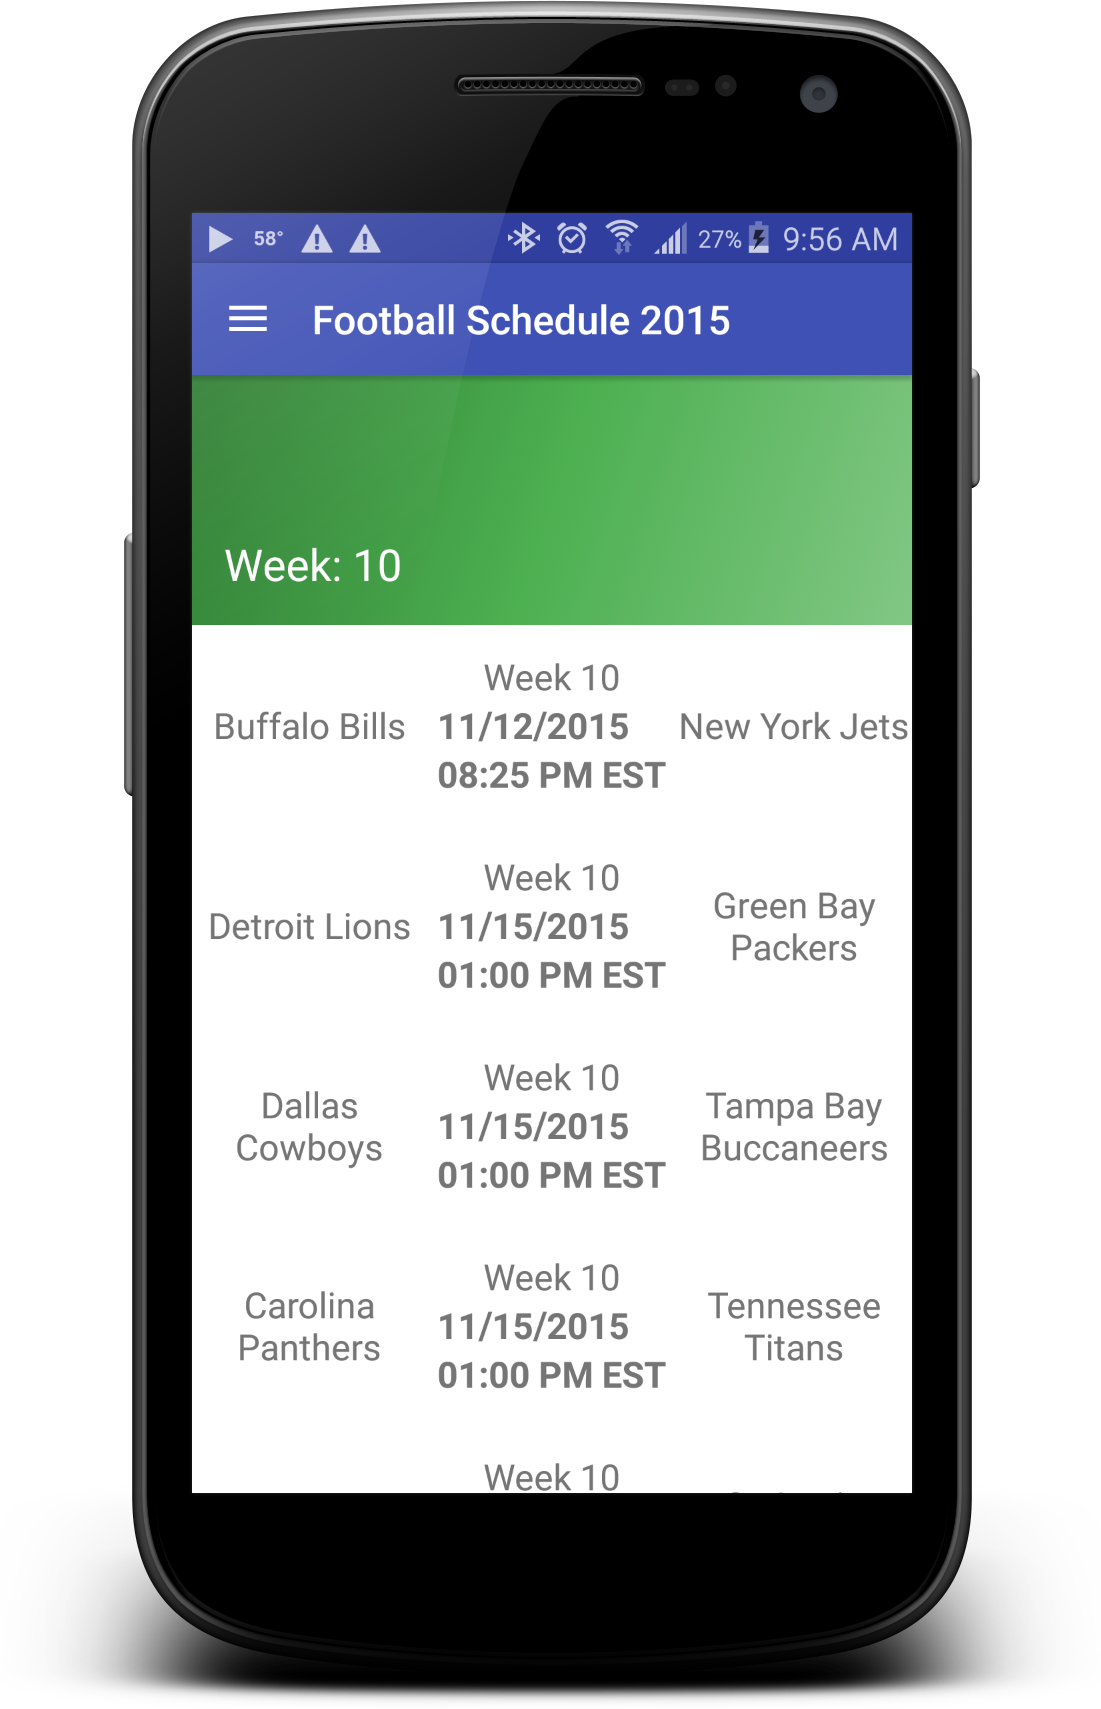 58° 27% 9:56 AM
Football Schedule 2015
Week: 10
Week 10
Buffalo Bills 11/12/2015 New York Jets
08:25 PM EST
Week 10
Detroit Lions 11/15/2015 Green Bay
Packers
01:00 PM EST
Week 10
Dallas
Cowboys
11/15/2015
01:00 PM EST
Tampa Bay
Buccaneers
Week 10
Carolina
Panthers
11/15/2015
01:00 PM EST
Tennessee
Titans
Week 10